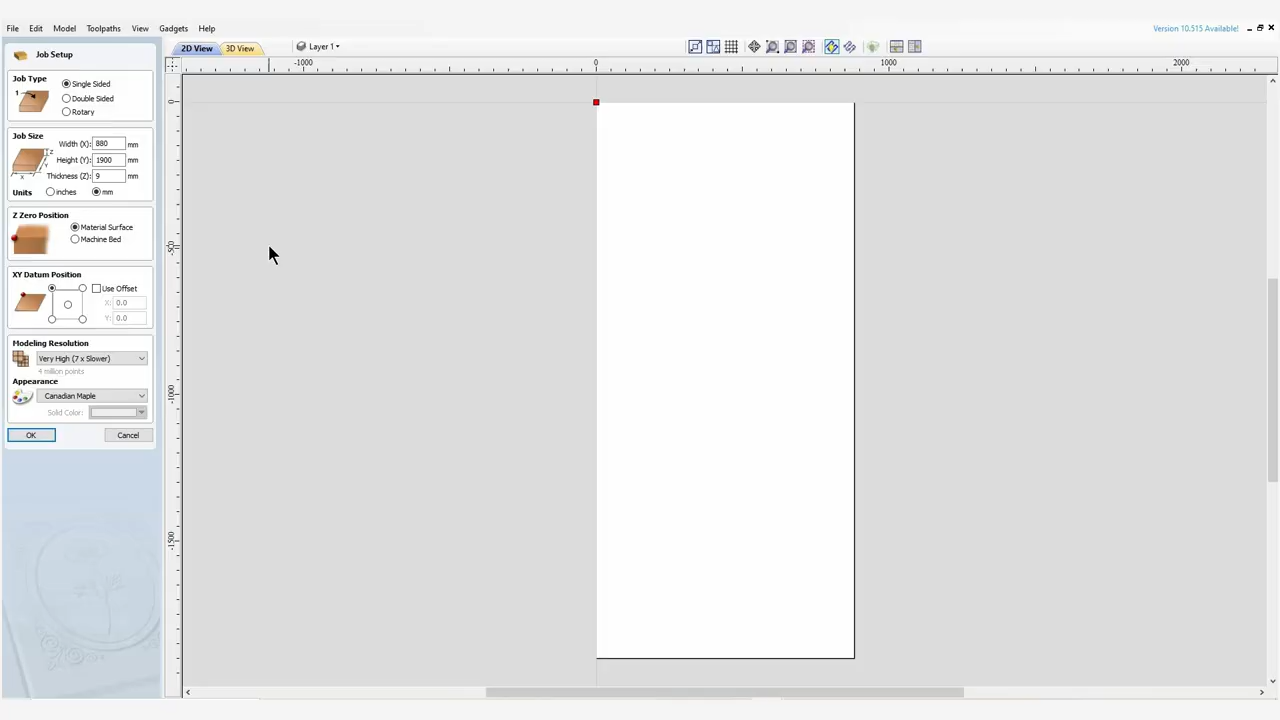 Version 10.515 Available!
File Edit Model Toolpaths View Gadgets Help
2D View 3D View Layer 1
Job Setup
-1000 0 1000 2000
0
-500
-1000
-1500
Job Type
1
Single Sided
Double Sided
Rotary
Job Size
Z
Y
X
Width (X): 880 mm
Height (Y): 1900 mm
Thickness (Z): 9 mm
Units inches mm
Z Zero Position
Material Surface
Machine Bed
XY Datum Position
Use Offset
X: 0.0
Y: 0.0
Modeling Resolution
Very High (7 x Slower)
4 million points
Appearance
Canadian Maple
Solid Color:
OK Cancel